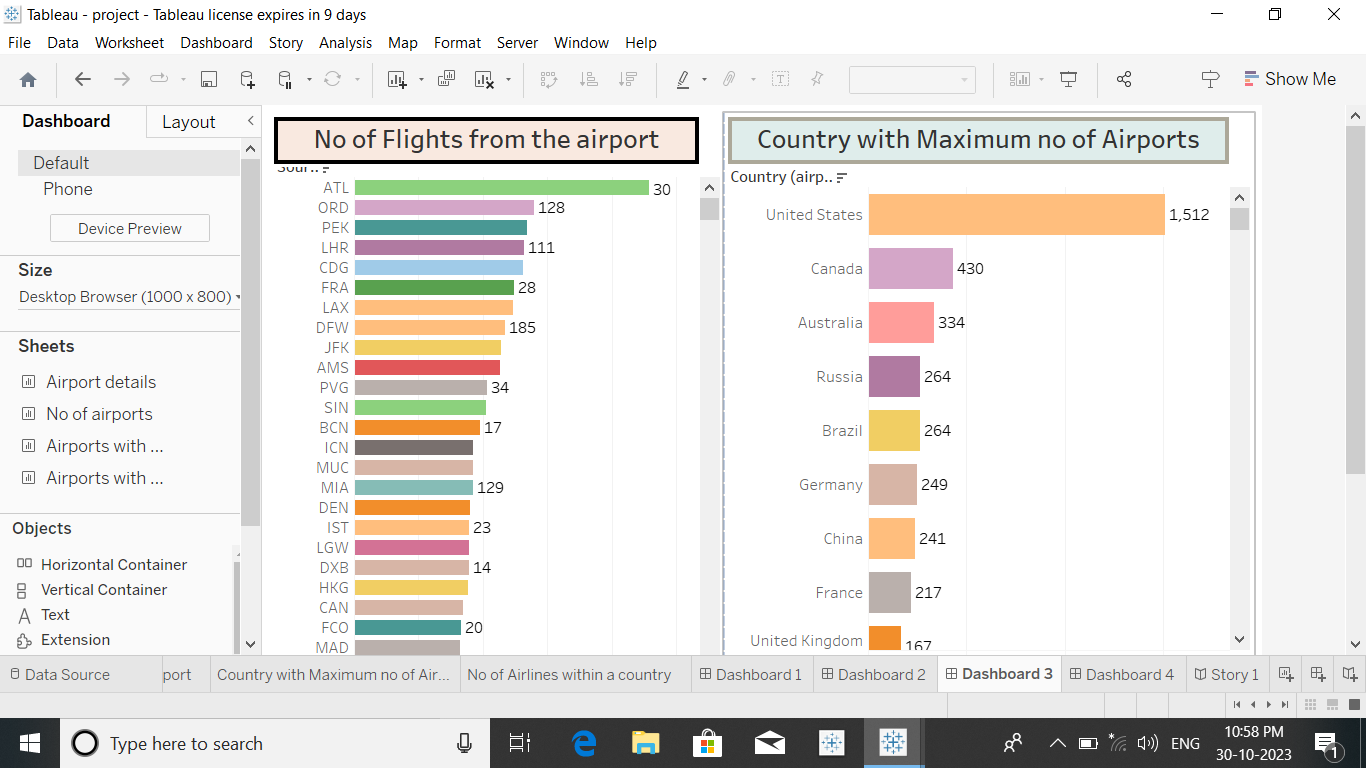 Tableau - project - Tableau license expires in 9 days
File Data Worksheet Dashboard Story Analysis Map Format Server Window Help
Show Me
Dashboard Layout
Default
Phone
Device Preview
Size
Desktop Browser (1000 x 800)
Sheets
Airport details
No of airports
Airports with ...
Airports with ...
Objects
Horizontal Container
Vertical Container
Text
Extension
No of Flights from the airport
Sour..
ATL 30
ORD 128
PEK
LHR 111
CDG
FRA 28
LAX
DFW 185
JFK
AMS
PVG 34
SIN
BCN 17
ICN
MUC
MIA 129
DEN
IST 23
LGW
DXB 14
HKG
CAN
FCO 20
MAD
Country with Maximum no of Airports
Country (airp..
United States 1,512
Canada 430
Australia 334
Russia 264
Brazil 264
Germany 249
China 241
France 217
United Kingdom 167
Data Source port Country with Maximum no of Air... No of Airlines within a country Dashboard 1 Dashboard 2 Dashboard 3 Dashboard 4 Story 1
Type here to search
ENG
10:58 PM
30-10-2023
1